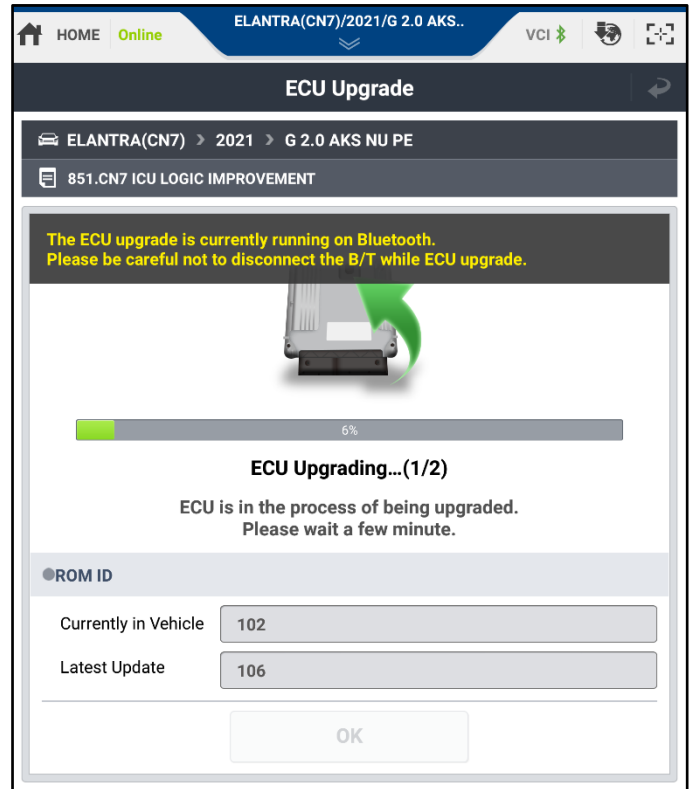 HOME Online
ELANTRA(CN7)/2021/G 2.0 AKS..
VCI
ECU Upgrade
ELANTRA(CN7) > 2021 > G 2.0 AKS NU PE
851.CN7 ICU LOGIC IMPROVEMENT
The ECU upgrade is currently running on Bluetooth.
Please be careful not to disconnect the B/T while ECU upgrade.
6%
ECU Upgrading...(1/2)
ECU is in the process of being upgraded.
Please wait a few minute.
ROM ID
Currently in Vehicle 102
Latest Update 106
OK